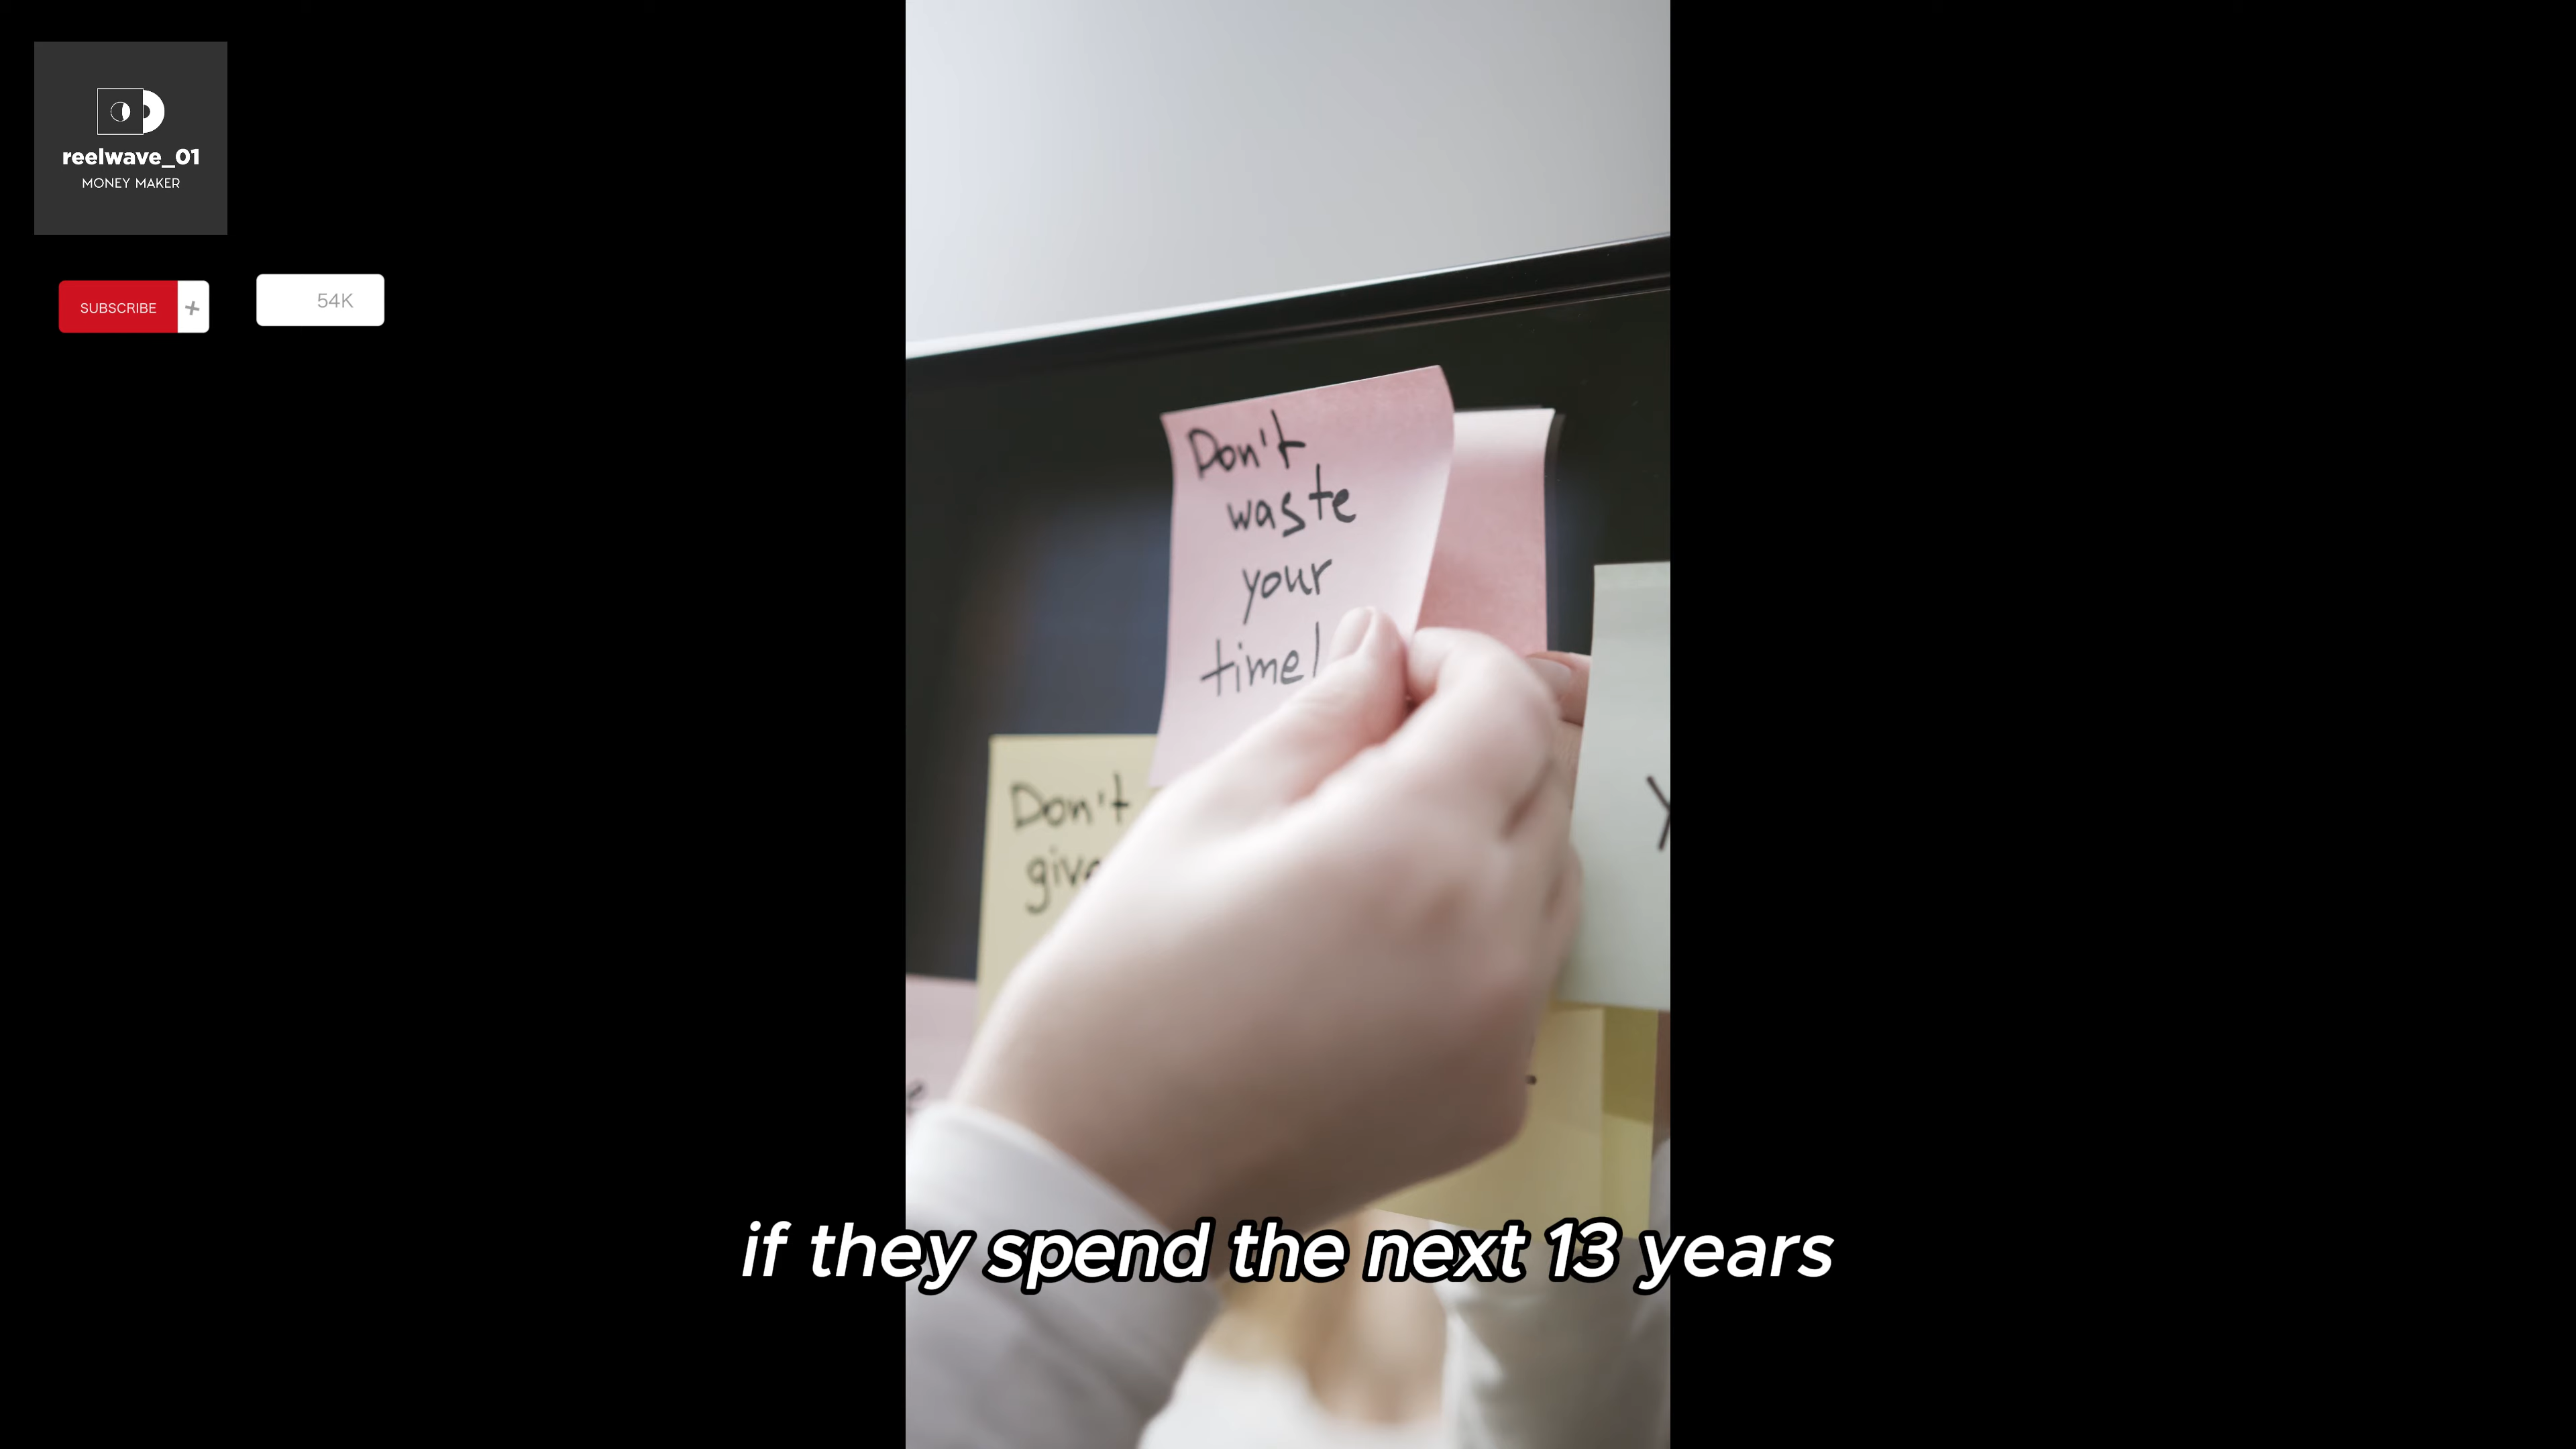 reelwave_01
MONEY MAKER
SUBSCRIBE +
54K
Don't
waste
your
time!
Don't
if they spend the next 13 years